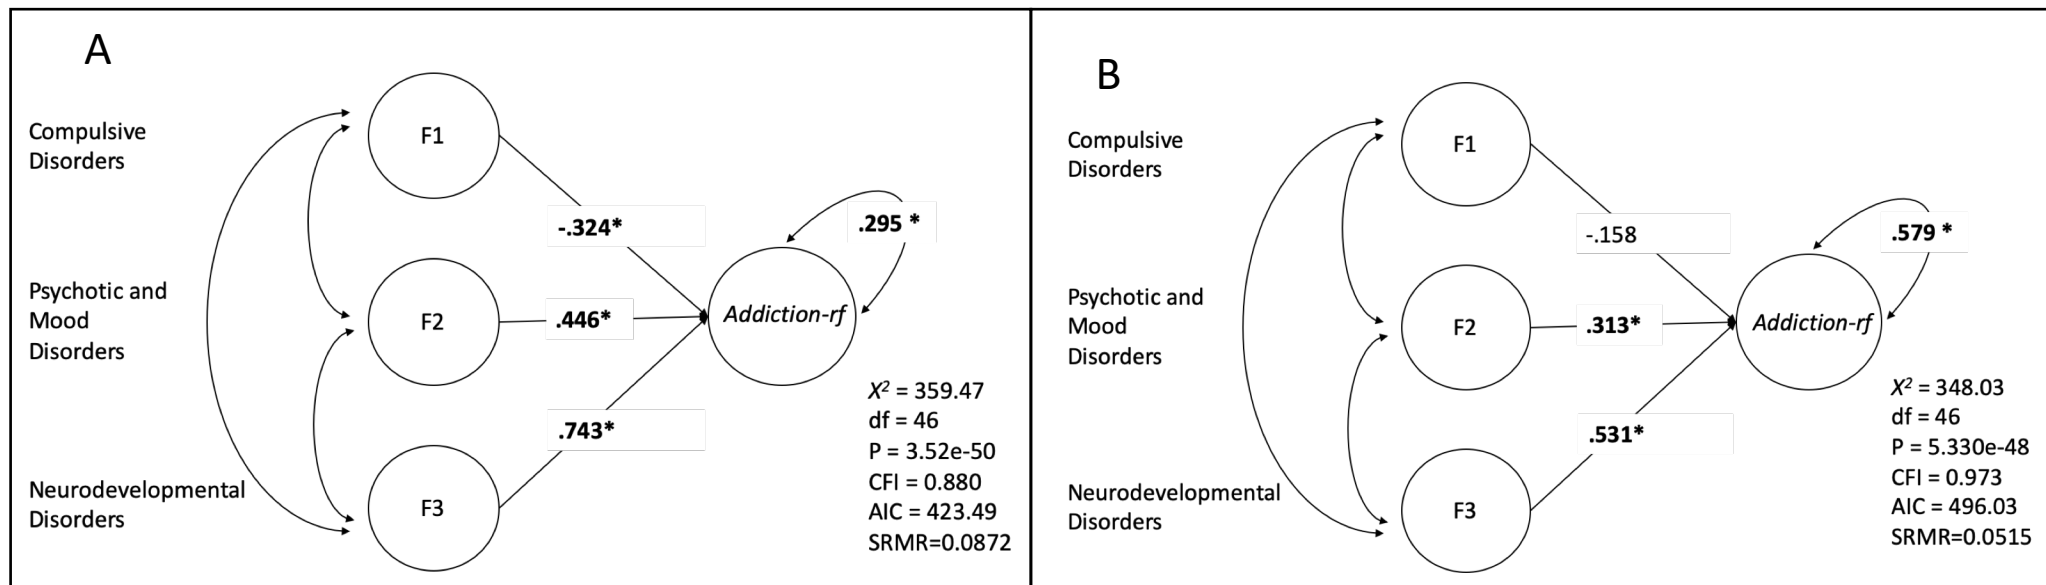 A
Compulsive
Disorders
F1
-.324*
.295 *
Psychotic and
Mood
Disorders
F2
.446*
Addiction-rf
.743*
Neurodevelopmental
Disorders
F3
X² = 359.47
df = 46
P = 3.52e-50
CFI = 0.880
AIC = 423.49
SRMR=0.0872
B
Compulsive
Disorders
F1
-.158
.579 *
Psychotic and
Mood
Disorders
F2
.313*
Addiction-rf
.531*
Neurodevelopmental
Disorders
F3
X² = 348.03
df = 46
P = 5.330e-48
CFI = 0.973
AIC = 496.03
SRMR=0.0515